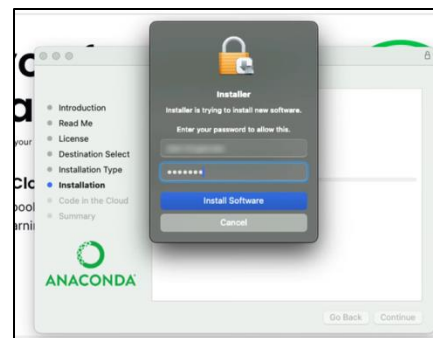 Installer
Installer is trying to install new software.
Enter your password to allow this.
Install Software
Cancel
Introduction
Read Me
License
Destination Select
Installation Type
Installation
Code in the Cloud
Summary
ANACONDA
Go Back
Continue
your